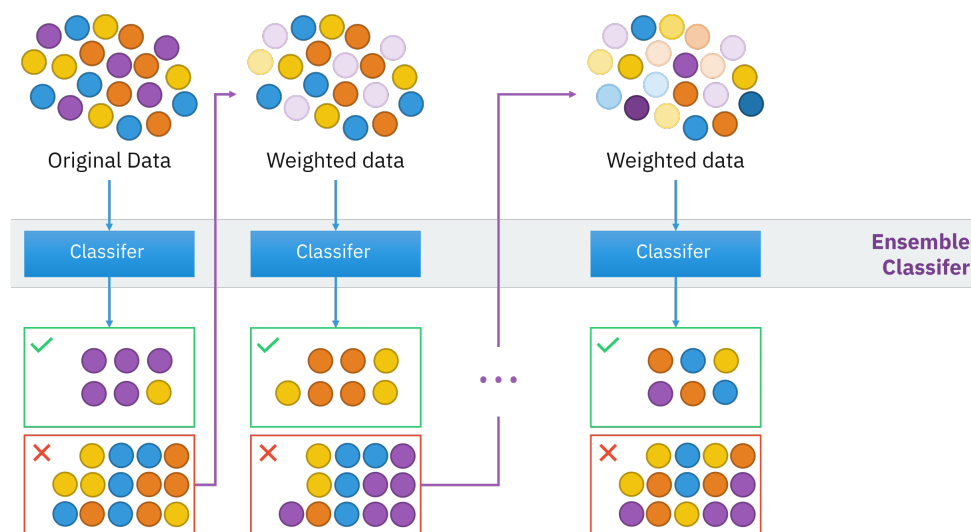 Original Data
Weighted data
Weighted data
Classifer
Classifer
Classifer
Ensemble
Classifer